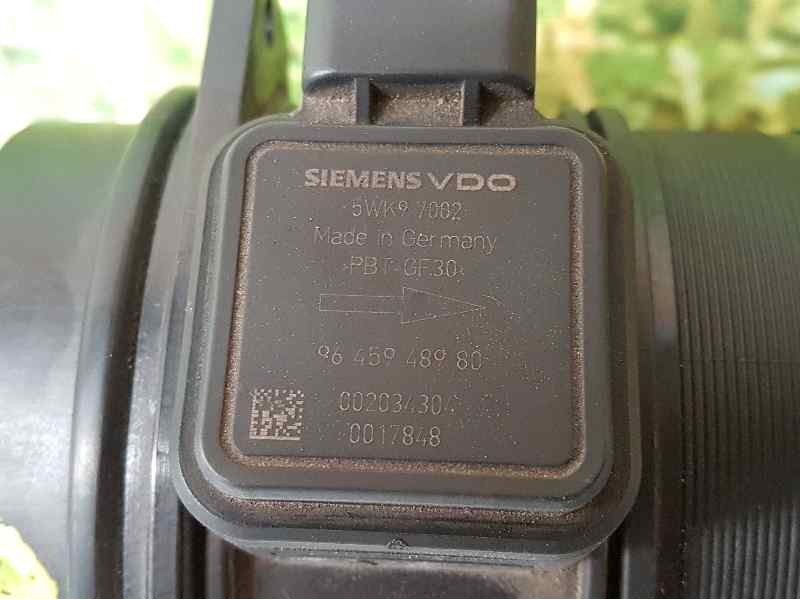 SIEMENS VDO
5WK9 7002
Made in Germany
>PBT-GF30<
96 459 489 80
00203430
0017848